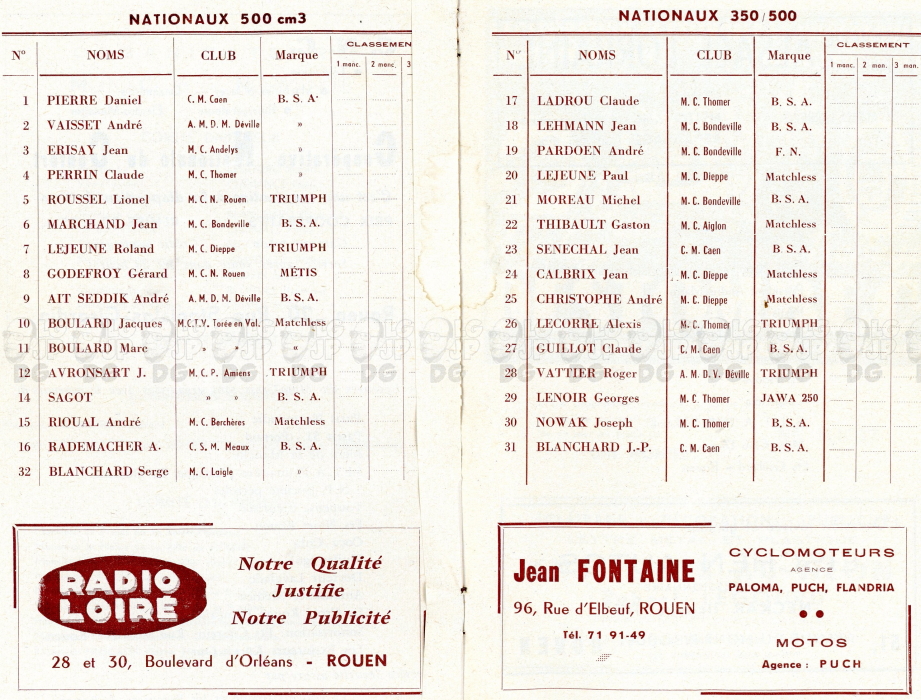 NATIONAUX 500 cm3
Nº NOMS CLUB Marque CLASSEMEN
1 manc. 2 manc. 3
1 PIERRE Daniel C. M. Caen B. S. A.
2 VAISSET André A. M. D. M. Déville »
3 ERISAY Jean M. C. Andelys »
4 PERRIN Claude M. C. Thomer »
5 ROUSSEL Lionel M. C. N. Rouen TRIUMPH
6 MARCHAND Jean M. C. Bondeville B. S. A.
7 LEJEUNE Roland M. C. Dieppe TRIUMPH
8 GODEFROY Gérard M. C. N. Rouen MÉTIS
9 AIT SEDDIK André A. M. D. M. Déville B. S. A.
10 BOULARD Jacques M.C.T.V. Torée en Val. Matchless
11 BOULARD Marc » » «
12 AVRONSART J. M. C. P. Amiens TRIUMPH
14 SAGOT » » B. S. A.
15 RIOUAL André M. C. Berchères Matchless
16 RADEMACHER A. C. S. M. Meaux B. S. A.
32 BLANCHARD Serge M. C. Laigle »
RADIO
LOIRE
Notre Qualité
Justifie
Notre Publicité
28 et 30, Boulevard d'Orléans - ROUEN
NATIONAUX 350/500
Nº NOMS CLUB Marque CLASSEMENT
1 manc. 2 man. 3 man.
17 LADROU Claude M. C. Thomer B. S. A.
18 LEHMANN Jean M. C. Bondeville B. S. A.
19 PARDOEN André M. C. Bondeville F. N.
20 LEJEUNE Paul M. C. Dieppe Matchless
21 MOREAU Michel M. C. Bondeville B. S. A.
22 THIBAULT Gaston M. C. Aiglon Matchless
23 SENECHAL Jean C. M. Caen B. S. A.
24 CALBRIX Jean M. C. Dieppe Matchless
25 CHRISTOPHE André M. C. Dieppe Matchless
26 LECORRE Alexis M. C. Thomer TRIUMPH
27 GUILLOT Claude C. M. Caen B. S. A.
28 VATTIER Roger A. M. D. V. Déville TRIUMPH
29 LENOIR Georges M. C Thomer JAWA 250
30 NOWAK Joseph M. C. Thomer B. S. A.
31 BLANCHARD J.-P. C. M. Caen B. S. A.
Jean FONTAINE
96, Rue d'Elbeuf, ROUEN
Tél. 71 91-49
CYCLOMOTEURS
AGENCE
PALOMA, PUCH, FLANDRIA
MOTOS
Agence : PUCH